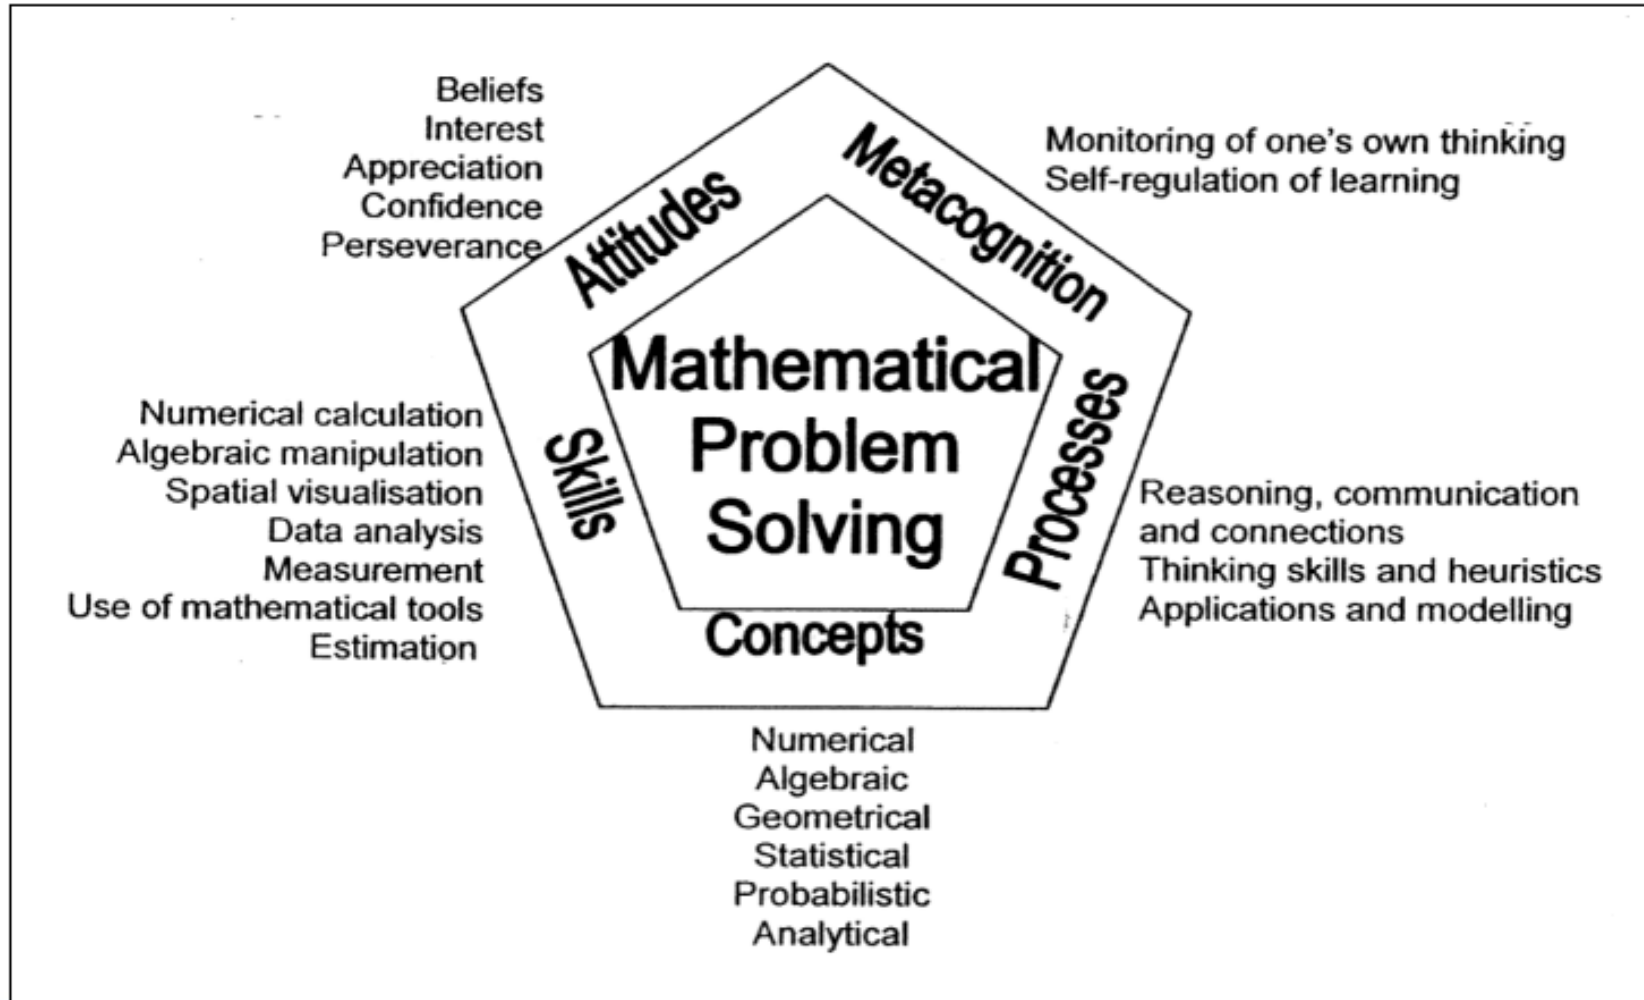 Beliefs
Interest
Appreciation
Confidence
Perseverance
Attitudes
Metacognition
Monitoring of one's own thinking
Self-regulation of learning
Mathematical
Problem
Solving
Numerical calculation
Algebraic manipulation
Spatial visualisation
Data analysis
Measurement
Use of mathematical tools
Estimation
Skills
Processes
Reasoning, communication
and connections
Thinking skills and heuristics
Applications and modelling
Concepts
Numerical
Algebraic
Geometrical
Statistical
Probabilistic
Analytical